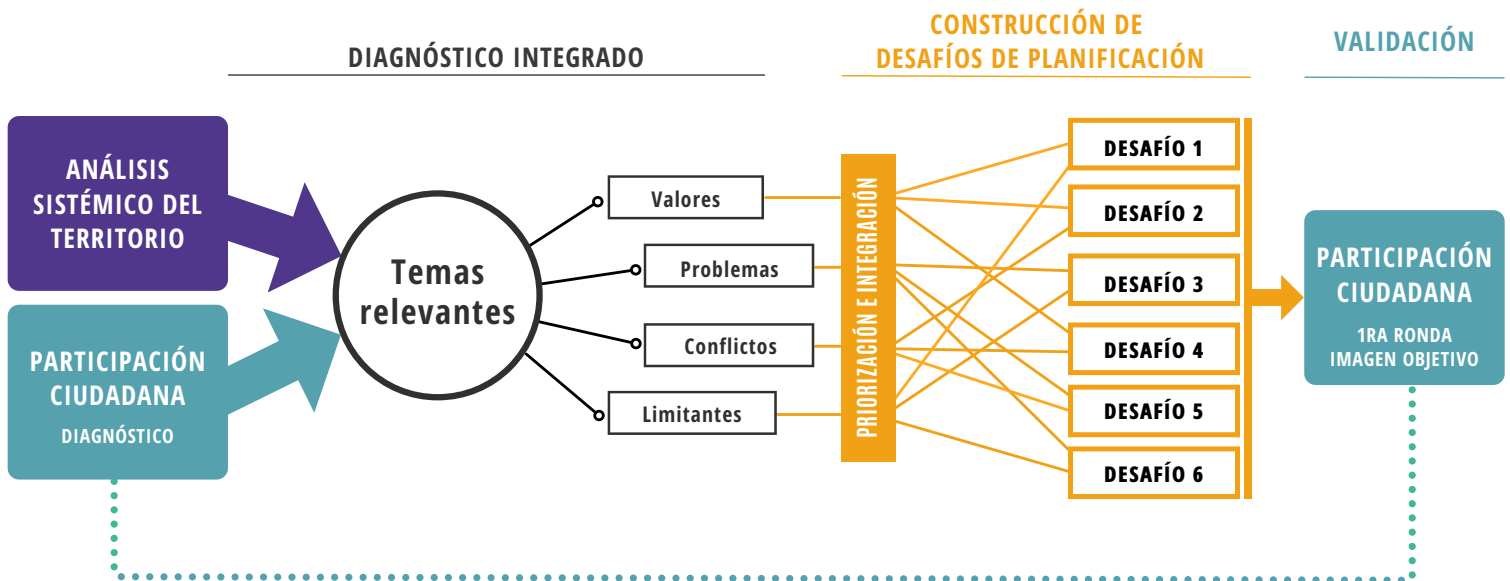 DIAGNÓSTICO INTEGRADO
CONSTRUCCIÓN DE
DESAFÍOS DE PLANIFICACIÓN
VALIDACIÓN
ANÁLISIS
SISTÉMICO DEL
TERRITORIO
PARTICIPACIÓN
CIUDADANA
DIAGNÓSTICO
Temas
relevantes
Valores
Problemas
Conflictos
Limitantes
PRIORIZACIÓN E INTEGRACIÓN
DESAFÍO 1
DESAFÍO 2
DESAFÍO 3
DESAFÍO 4
DESAFÍO 5
DESAFÍO 6
PARTICIPACIÓN
CIUDADANA
1RA RONDA
IMAGEN OBJETIVO